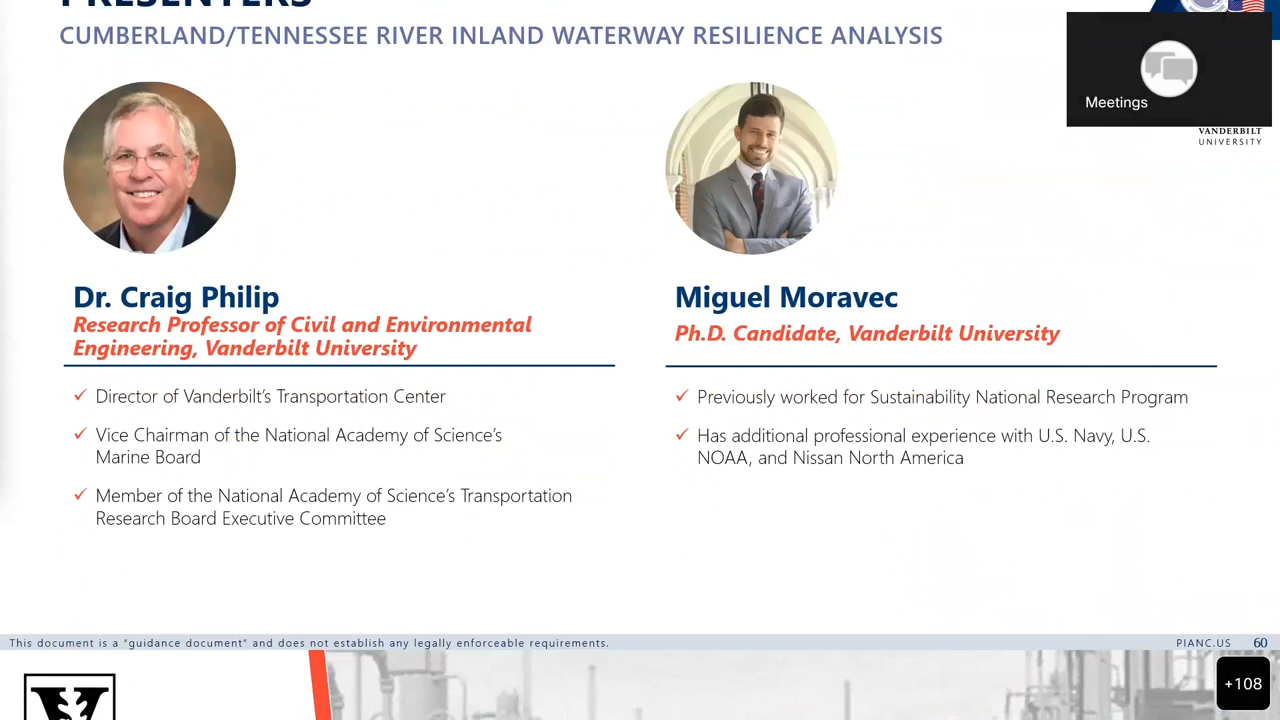 PRESENTERS
CUMBERLAND/TENNESSEE RIVER INLAND WATERWAY RESILIENCE ANALYSIS
Meetings
VANDERBILT
UNIVERSITY
Dr. Craig Philip
Research Professor of Civil and Environmental
Engineering, Vanderbilt University
✓ Director of Vanderbilt's Transportation Center
✓ Vice Chairman of the National Academy of Science's
Marine Board
✓ Member of the National Academy of Science's Transportation
Research Board Executive Committee
Miguel Moravec
Ph.D. Candidate, Vanderbilt University
✓ Previously worked for Sustainability National Research Program
✓ Has additional professional experience with U.S. Navy, U.S.
NOAA, and Nissan North America
This document is a "guidance document" and does not establish any legally enforceable requirements.
PIANC.US 60
V
+108